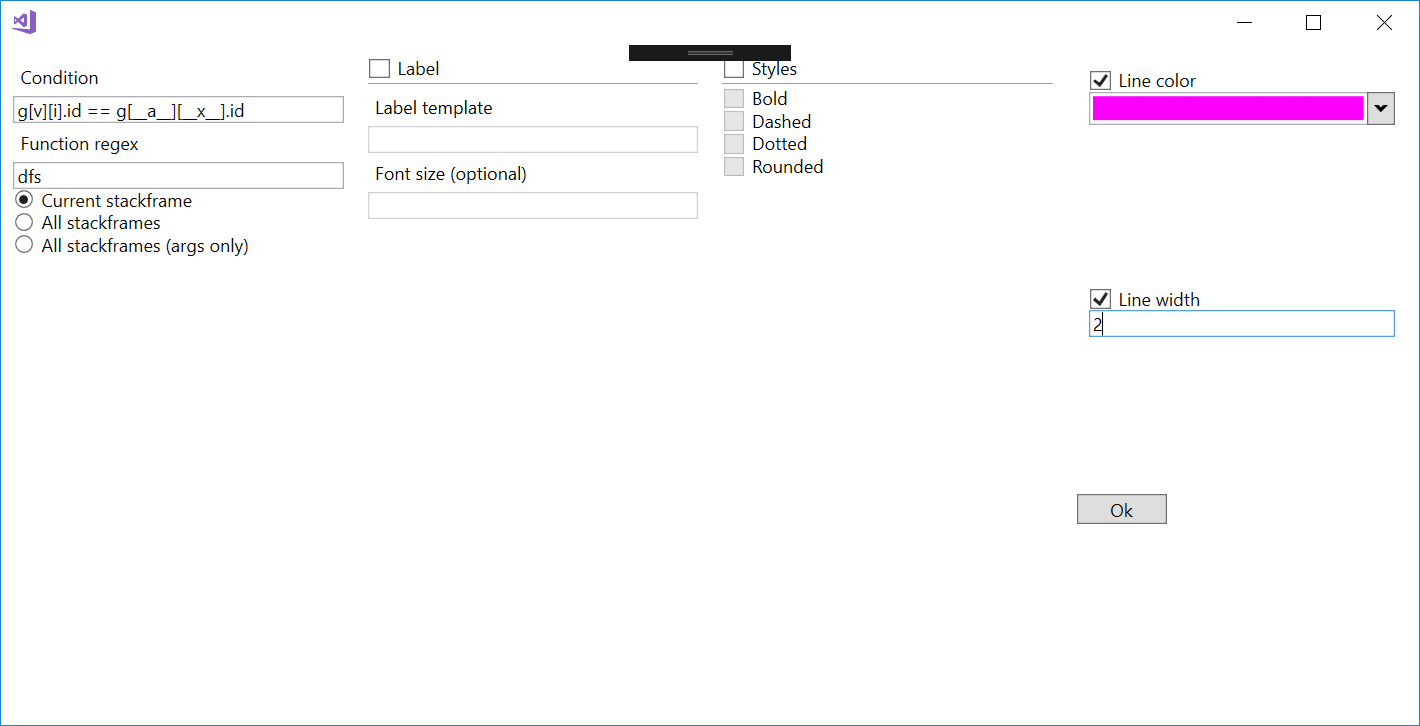 Condition
g[v][i].id == g[__a__][__x__].id
Function regex
dfs
Current stackframe
All stackframes
All stackframes (args only)
Label
Label template
Font size (optional)
Styles
Bold
Dashed
Dotted
Rounded
Line color
Line width
2
Ok